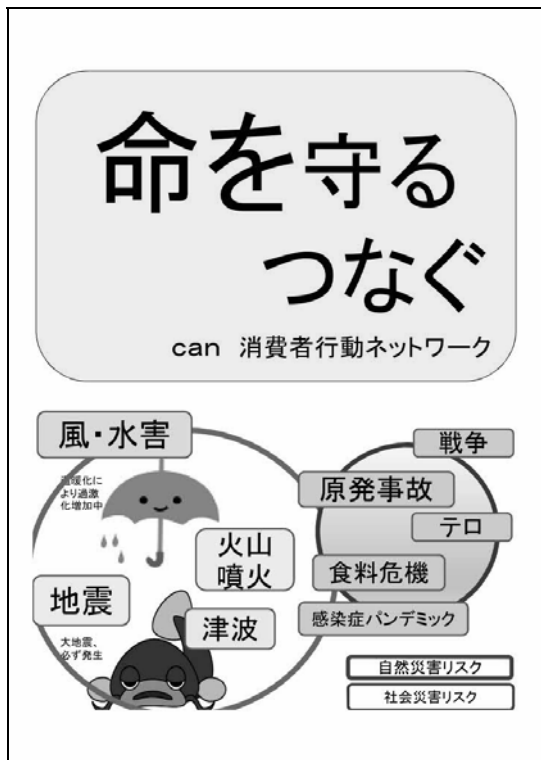 命を守る
つなぐ
can 消費者行動ネットワーク
風・水害
温暖化に
より過激
化増加中
戦争
原発事故
テロ
火山
噴火
食料危機
地震
津波
感染症パンデミック
大地震、
必ず発生
自然災害リスク
社会災害リスク